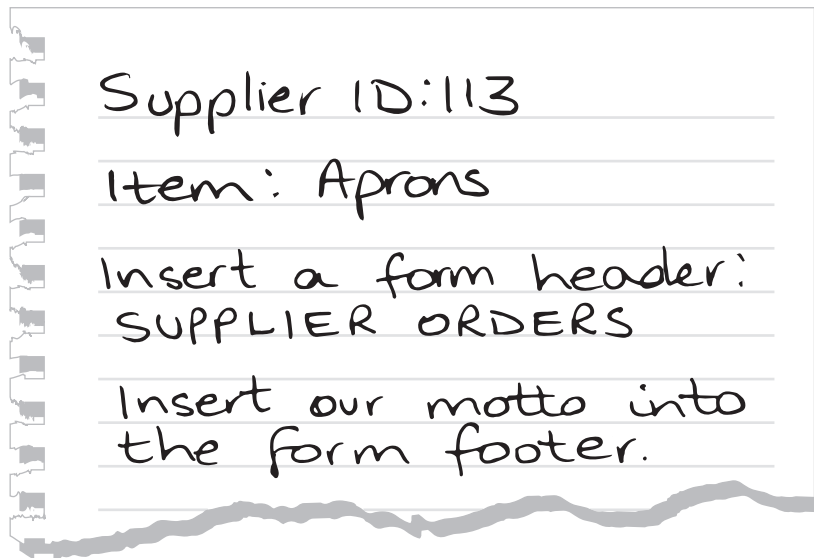 Supplier ID:113
Item: Aprons
Insert a form header:
SUPPLIER ORDERS
Insert our motto into
the form footer.